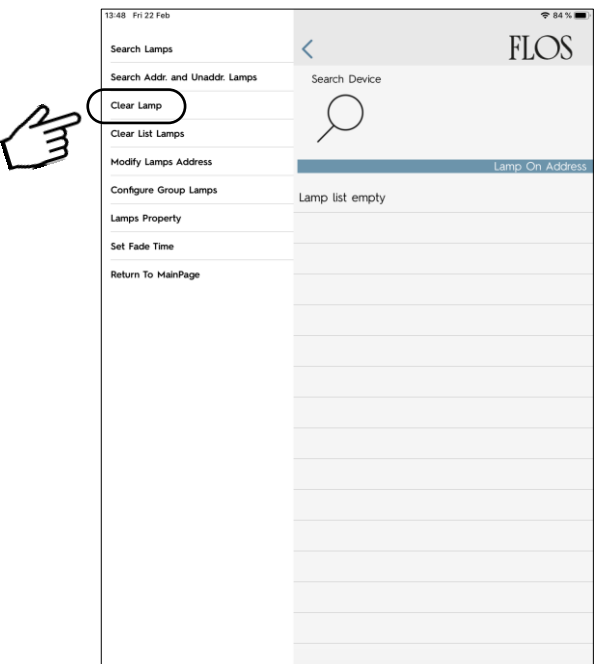 13:48 Fri 22 Feb
84 %
Search Lamps
Search Addr. and Unaddr. Lamps
Clear Lamp
Clear List Lamps
Modify Lamps Address
Configure Group Lamps
Lamps Property
Set Fade Time
Return To MainPage
FLOS
Search Device
Lamp On Address
Lamp list empty